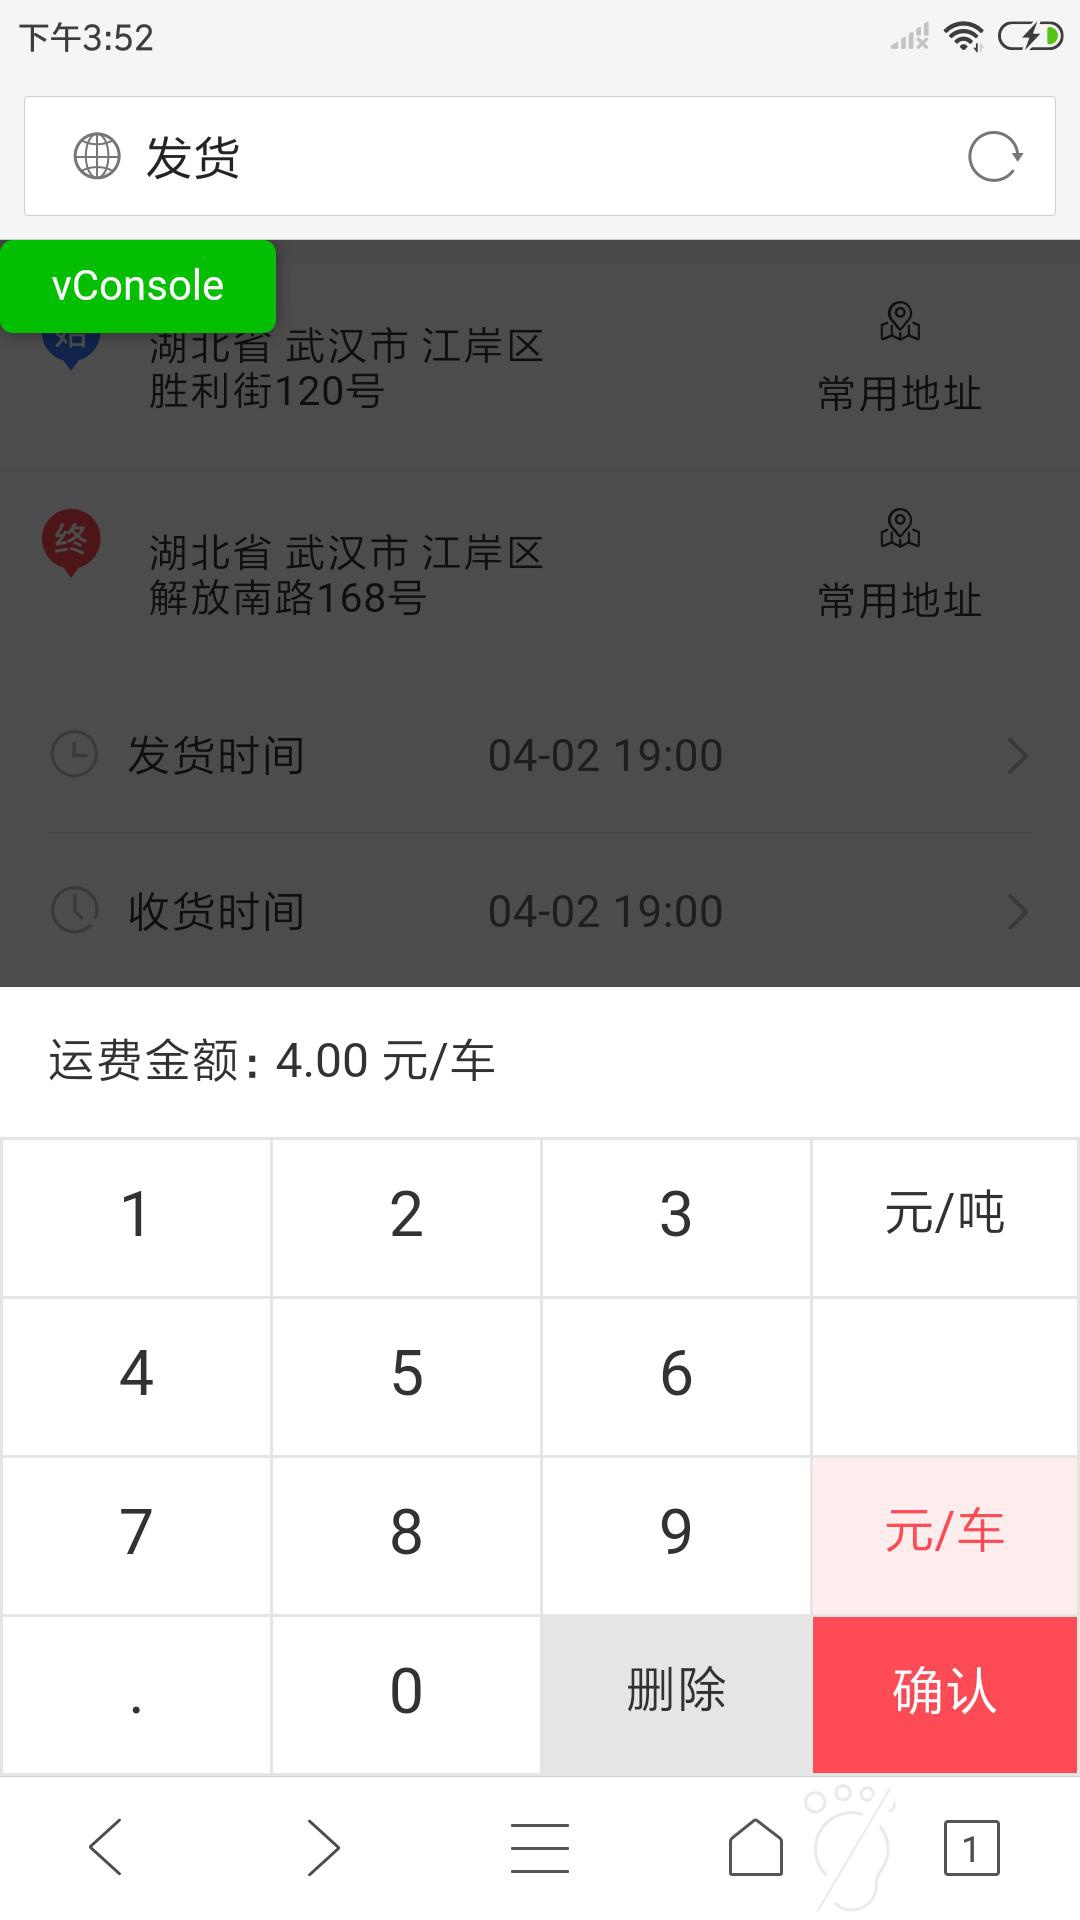 下午3:52
发货
vConsole
湖北省 武汉市 江岸区
胜利街120号
常用地址
终
湖北省 武汉市 江岸区
解放南路168号
常用地址
发货时间 04-02 19:00
收货时间 04-02 19:00
运费金额: 4.00 元/车
1 2 3 元/吨
4 5 6
7 8 9 元/车
. 0 删除 确认
1